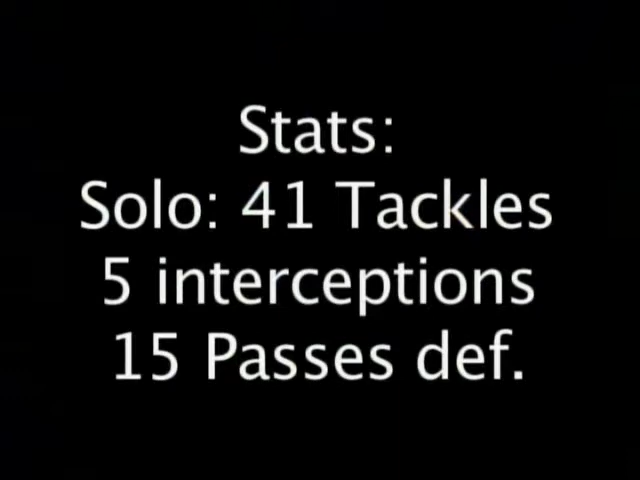 Stats:
Solo: 41 Tackles
5 interceptions
15 Passes def.